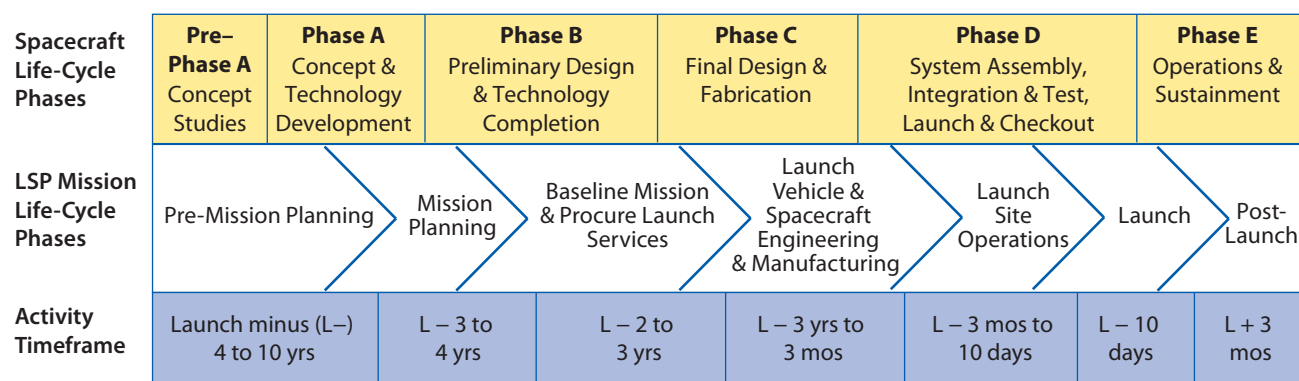 Spacecraft
Life-Cycle
Phases
Pre–
Phase A
Concept
Studies
Phase A
Concept &
Technology
Development
Phase B
Preliminary Design
& Technology
Completion
Phase C
Final Design &
Fabrication
Phase D
System Assembly,
Integration & Test,
Launch & Checkout
Phase E
Operations &
Sustainment
LSP Mission
Life-Cycle
Phases
Pre-Mission Planning
Mission
Planning
Baseline Mission
& Procure Launch
Services
Launch
Vehicle &
Spacecraft
Engineering
& Manufacturing
Launch
Site
Operations
Launch
Post-
Launch
Activity
Timeframe
Launch minus (L–)
4 to 10 yrs
L – 3 to
4 yrs
L – 2 to
3 yrs
L – 3 yrs to
3 mos
L – 3 mos to
10 days
L – 10
days
L + 3
mos